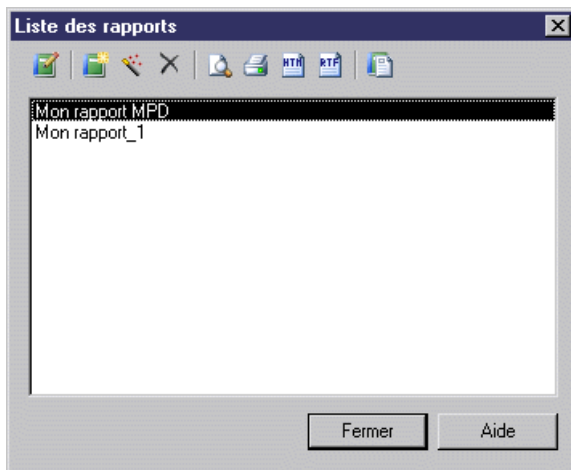 Liste des rapports
HTM RTF
Mon rapport MPD
Mon rapport_1
Fermer Aide